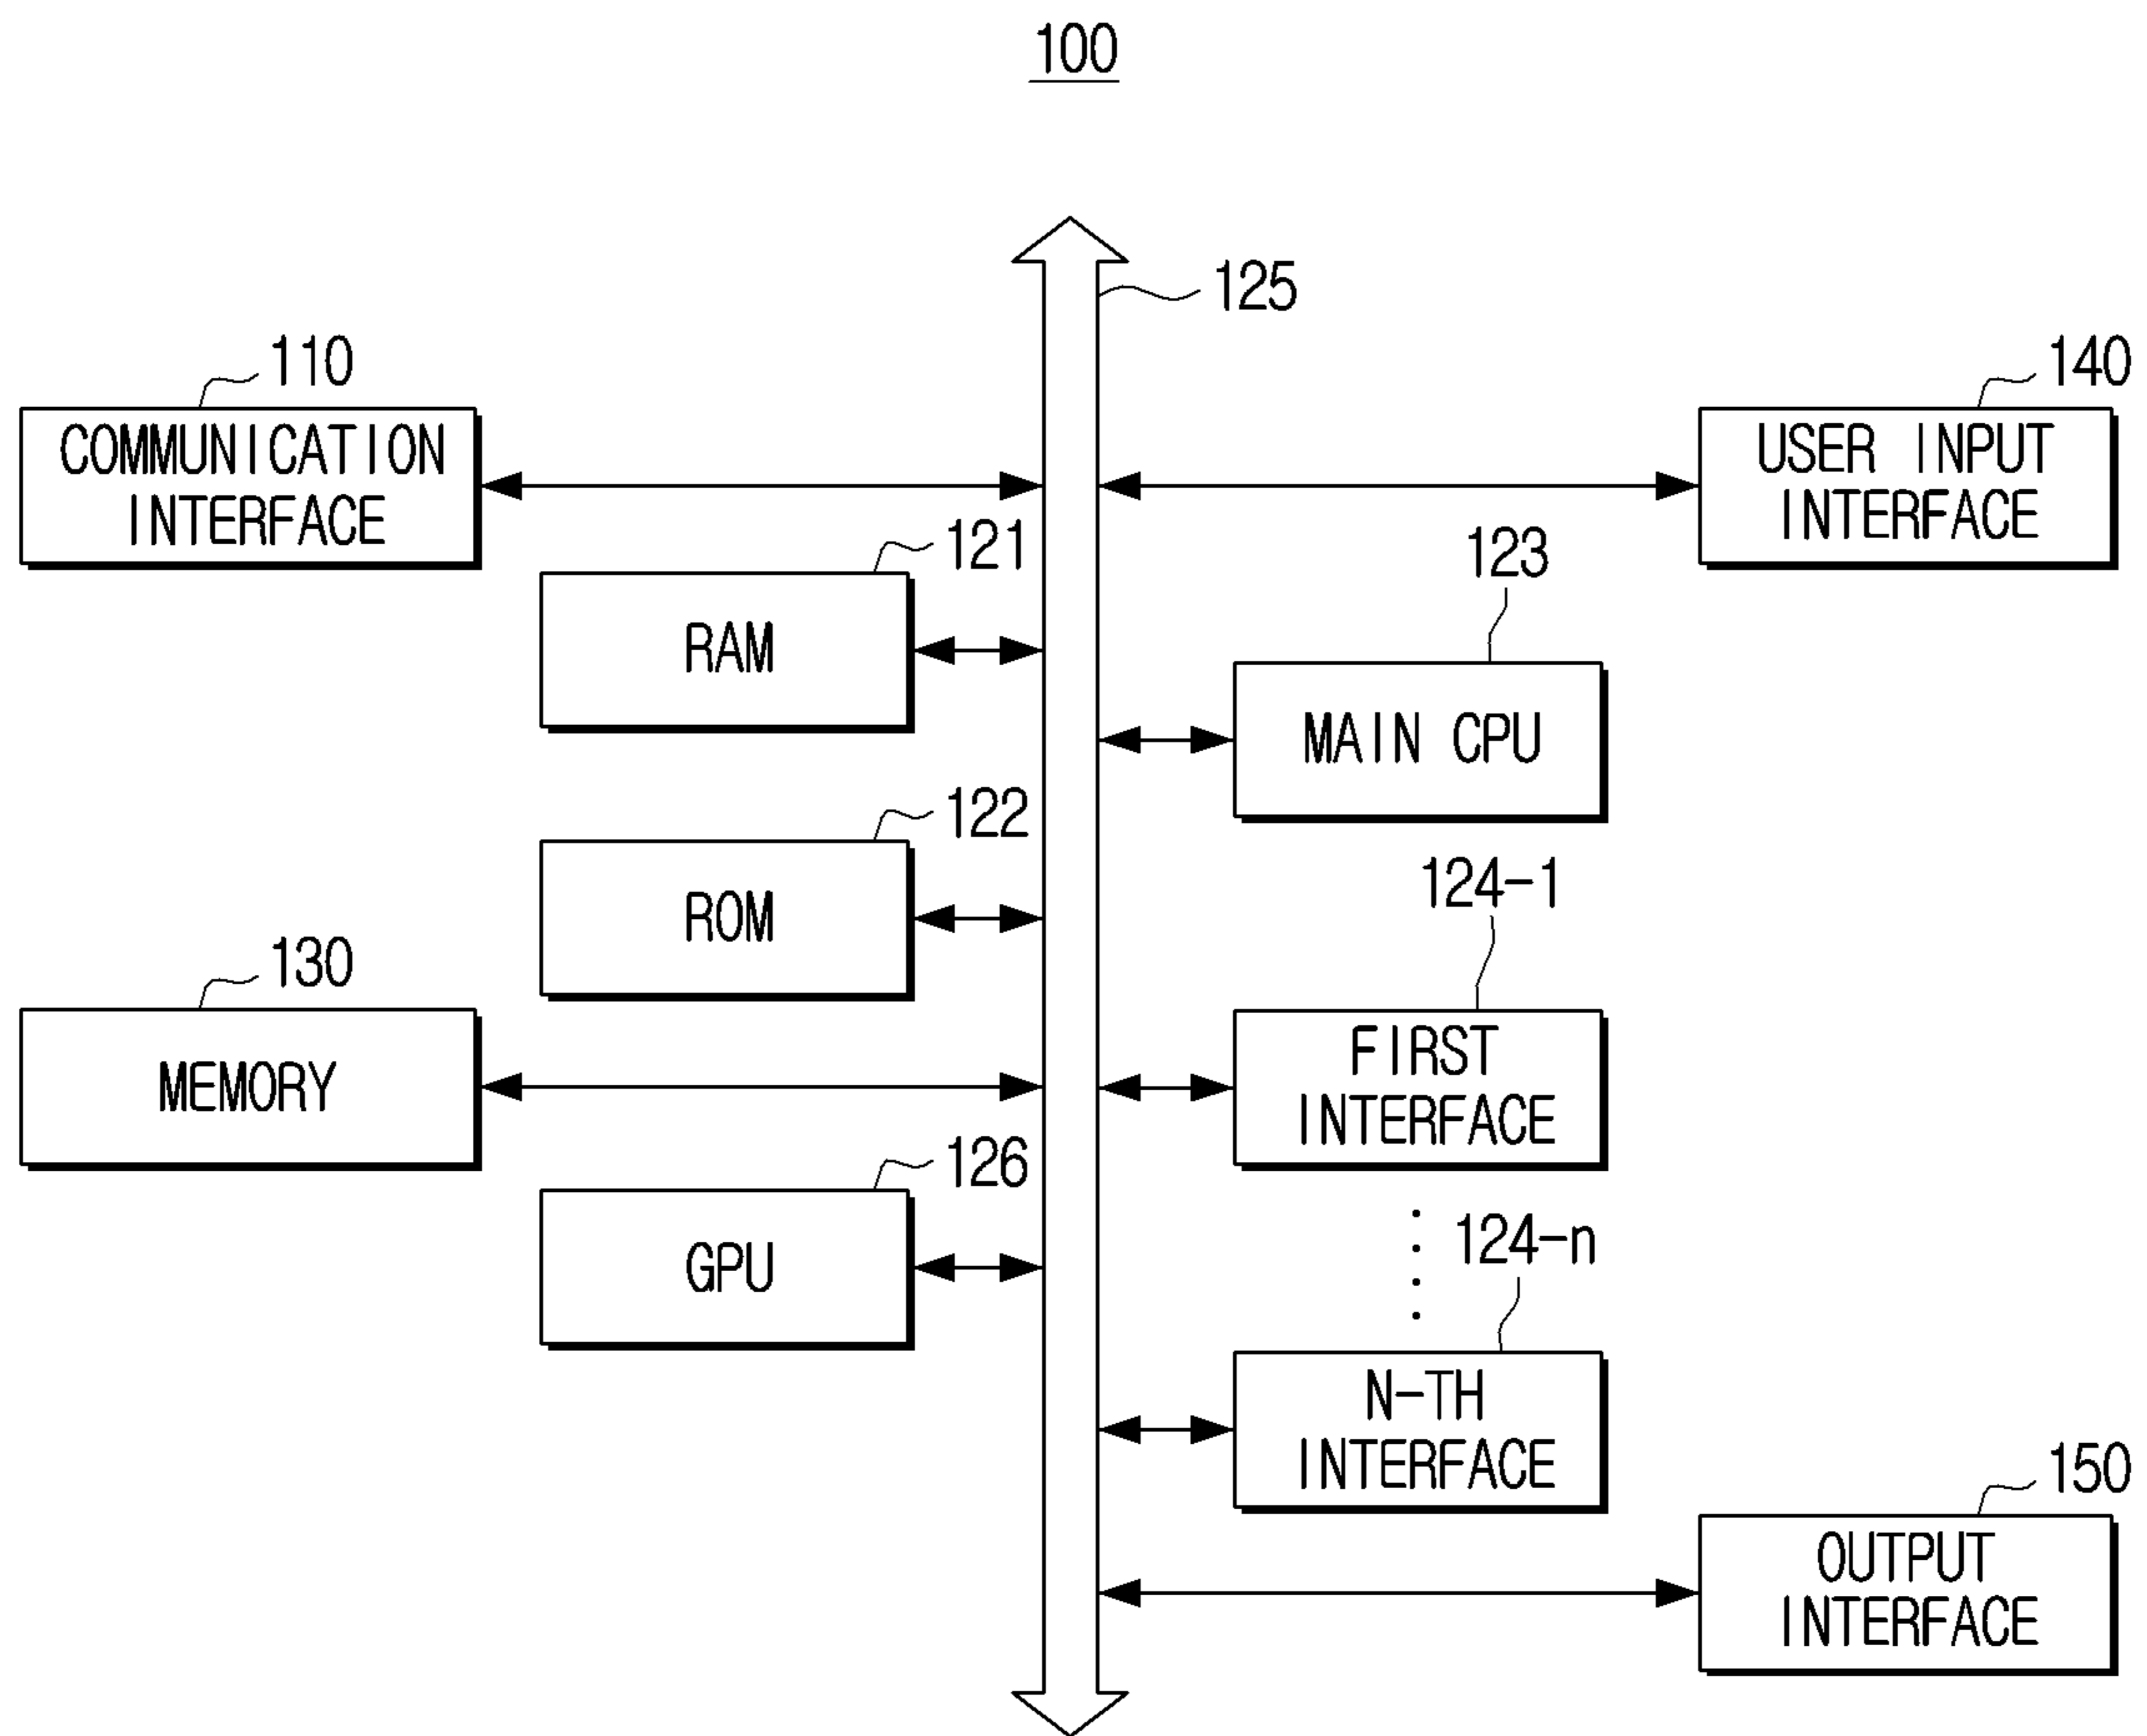 100
125
110
COMMUNICATION
INTERFACE
140
USER INPUT
INTERFACE
121
RAM
123
MAIN CPU
122
ROM
124-1
FIRST
INTERFACE
130
MEMORY
126
GPU
124-n
N-TH
INTERFACE
150
OUTPUT
INTERFACE